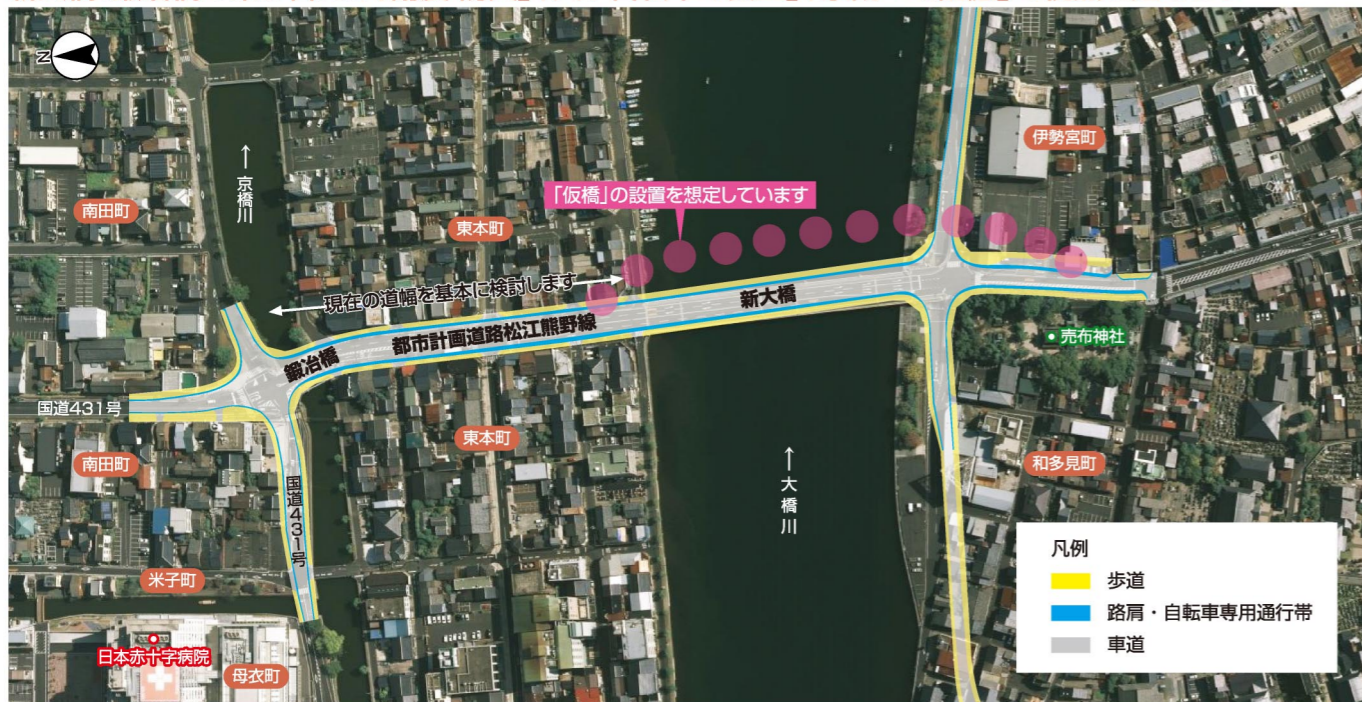 N
南田町
←京橋川
東本町
「仮橋」の設置を想定しています
伊勢宮町
現在の道幅を基本に検討します
新大橋
都市計画道路松江熊野線
鍛冶橋
売布神社
国道431号
東本町
南田町
国道431号
←大橋川
和多見町
米子町
日本赤十字病院
母衣町
凡例
歩道
路肩・自転車専用通行帯
車道